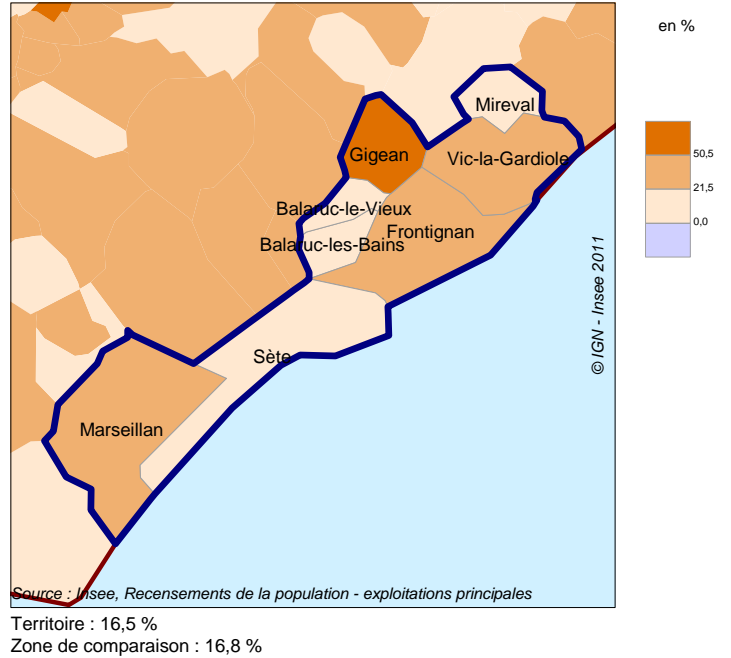 en %
50,5
21,5
0,0
Mireval
Gigean
Vic-la-Gardiole
Balaruc-le-Vieux
Frontignan
Balaruc-les-Bains
Sète
Marseillan
© IGN - Insee 2011
Source : Insee, Recensements de la population - exploitations principales
Territoire : 16,5 %
Zone de comparaison : 16,8 %